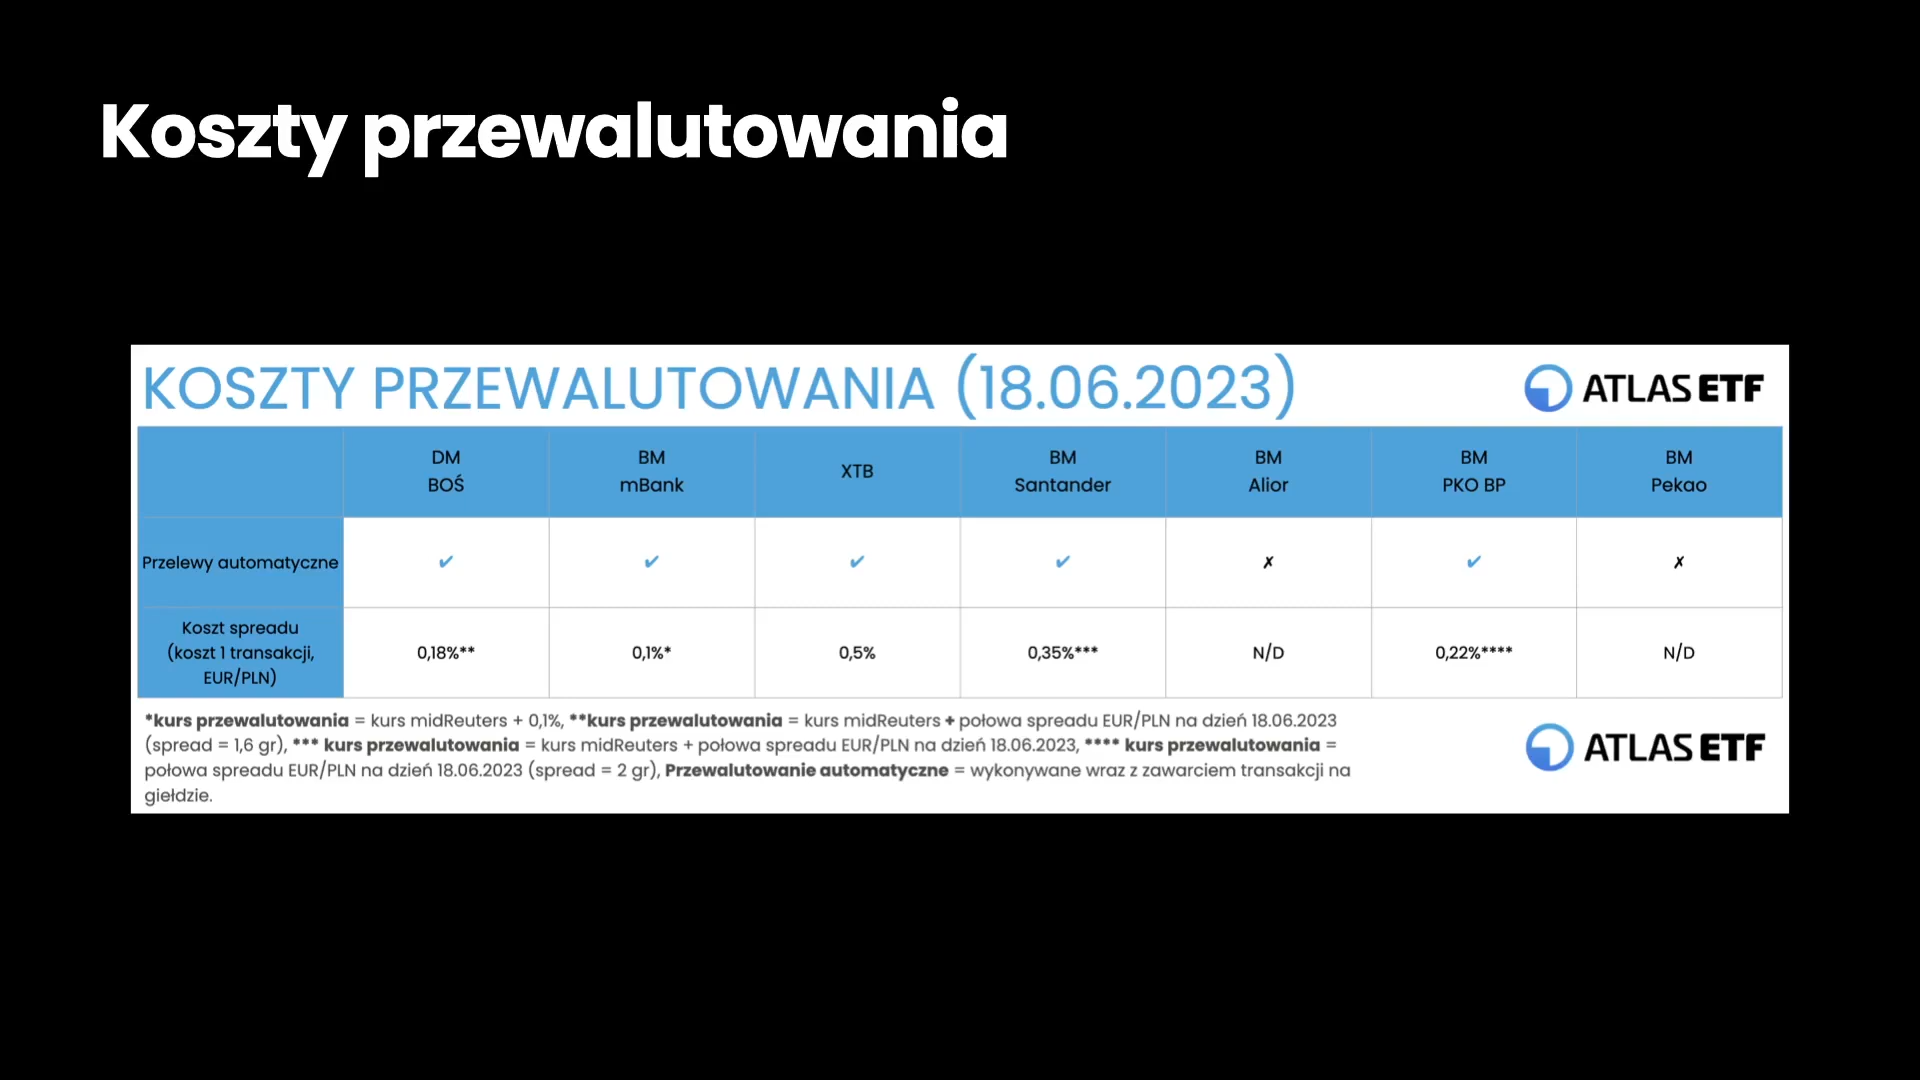 Koszty przewalutowania
KOSZTY PRZEWALUTOWANIA (18.06.2023)
ATLAS ETF
DM BOŚ
BM mBank
XTB
BM Santander
BM Alior
BM PKO BP
BM Pekao
Przelewy automatyczne ✔ ✔ ✔ ✔ ✗ ✔ ✗
Koszt spreadu
(koszt 1 transakcji,
EUR/PLN)
0,18%** 0,1%* 0,5% 0,35%*** N/D 0,22%**** N/D
*kurs przewalutowania = kurs midReuters + 0,1%, **kurs przewalutowania = kurs midReuters + połowa spreadu EUR/PLN na dzień 18.06.2023
(spread = 1,6 gr), *** kurs przewalutowania = kurs midReuters + połowa spreadu EUR/PLN na dzień 18.06.2023, **** kurs przewalutowania =
połowa spreadu EUR/PLN na dzień 18.06.2023 (spread = 2 gr), Przewalutowanie automatyczne = wykonywane wraz z zawarciem transakcji na
giełdzie.
ATLAS ETF